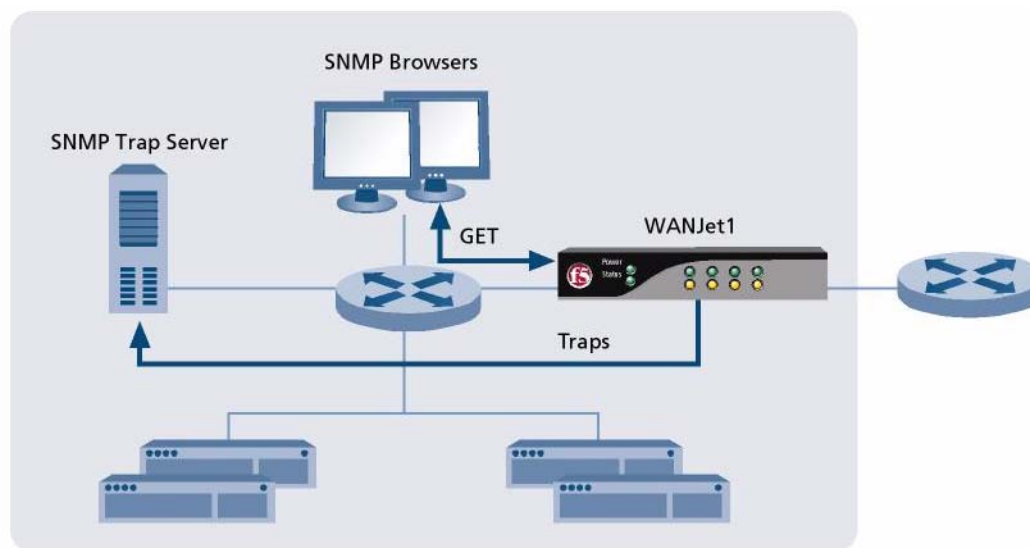 SNMP Browsers
SNMP Trap Server
WANJet1
GET
Power
Status
f5
Traps